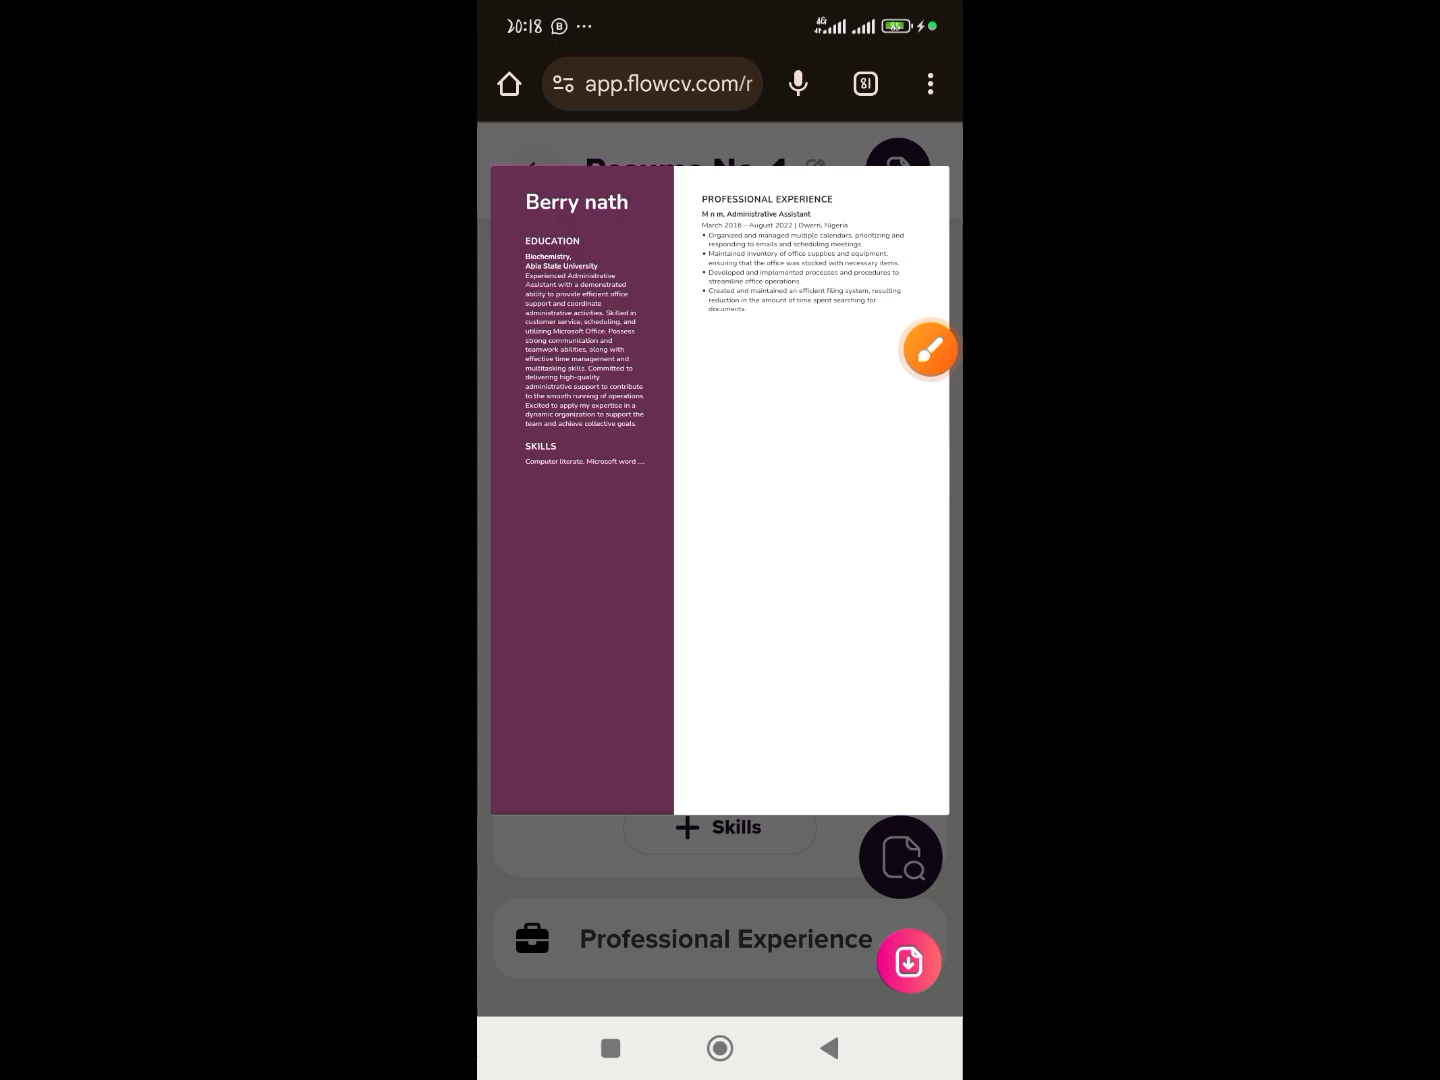 20:18
4G
85
app.flowcv.com/r
81
Resume No. 4
Berry nath
EDUCATION
Biochemistry,
Abia State University
Experienced Administrative
Assistant with a demonstrated
ability to provide efficient office
support and coordinate
administrative activities. Skilled in
customer service, scheduling, and
utilizing Microsoft Office. Possess
strong communication and
teamwork abilities, along with
effective time management and
multitasking skills. Committed to
delivering high-quality
administrative support to contribute
to the smooth running of operations.
Excited to apply my expertise in a
dynamic organization to support the
team and achieve collective goals.
SKILLS
Computer literate, Microsoft word ...
PROFESSIONAL EXPERIENCE
M n m, Administrative Assistant
March 2016 – August 2022 | Owerri, Nigeria
• Organized and managed multiple calendars, prioritizing and
responding to emails and scheduling meetings.
• Maintained inventory of office supplies and equipment,
ensuring that the office was stocked with necessary items.
• Developed and implemented processes and procedures to
streamline office operations.
• Created and maintained an efficient filing system, resulting
reduction in the amount of time spent searching for
documents.
Skills
Professional Experience